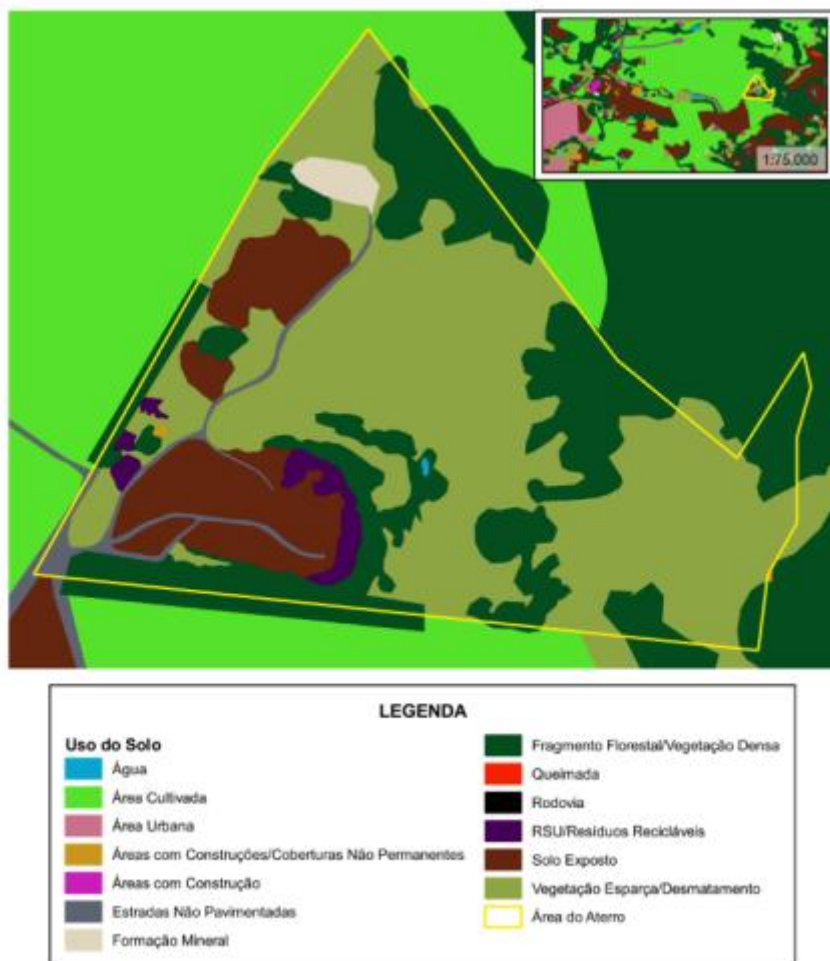 1:75.000
LEGENDA
Uso do Solo
Água
Área Cultivada
Área Urbana
Áreas com Construções/Coberturas Não Permanentes
Áreas com Construção
Estradas Não Pavimentadas
Formação Mineral
Fragmento Florestal/Vegetação Densa
Queimada
Rodovia
RSU/Resíduos Recicláveis
Solo Exposto
Vegetação Esparça/Desmatamento
Área do Aterro